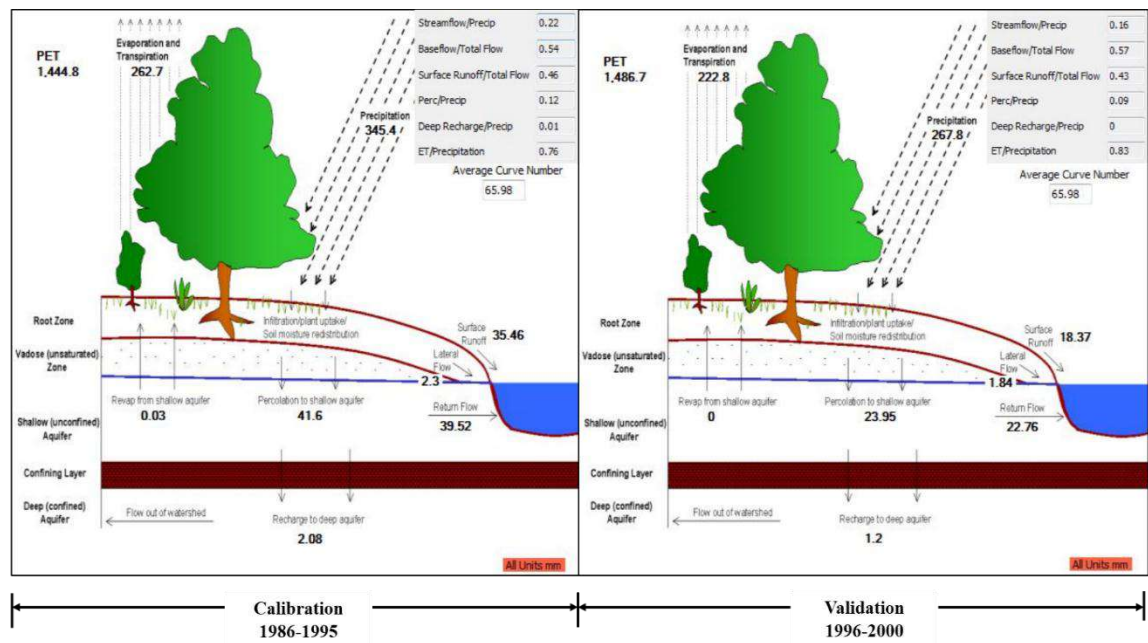 PET
1,444.8
Evaporation and
Transpiration
262.7
Precipitation
345.4
Streamflow/Precip 0.22
Baseflow/Total Flow 0.54
Surface Runoff/Total Flow 0.46
Perc/Precip 0.12
Deep Recharge/Precip 0.01
ET/Precipitation 0.76
Average Curve Number
65.98
Root Zone
Infiltration/plant uptake/
Soil moisture redistribution
Surface
Runoff
35.46
Vadose (unsaturated)
Zone
Lateral
Flow
2.3
Revap from shallow aquifer
0.03
Percolation to shallow aquifer
41.6
Return Flow
39.52
Shallow (unconfined)
Aquifer
Confining Layer
Deep (confined)
Aquifer
Flow out of watershed
Recharge to deep aquifer
2.08
All Units mm
PET
1,486.7
Evaporation and
Transpiration
222.8
Precipitation
267.8
Streamflow/Precip 0.16
Baseflow/Total Flow 0.57
Surface Runoff/Total Flow 0.43
Perc/Precip 0.09
Deep Recharge/Precip 0
ET/Precipitation 0.83
Average Curve Number
65.98
Root Zone
Infiltration/plant uptake/
Soil moisture redistribution
Surface
Runoff
18.37
Vadose (unsaturated)
Zone
Lateral
Flow
1.84
Revap from shallow aquifer
0
Percolation to shallow aquifer
23.95
Return Flow
22.76
Shallow (unconfined)
Aquifer
Confining Layer
Deep (confined)
Aquifer
Flow out of watershed
Recharge to deep aquifer
1.2
All Units mm
Calibration
1986-1995
Validation
1996-2000